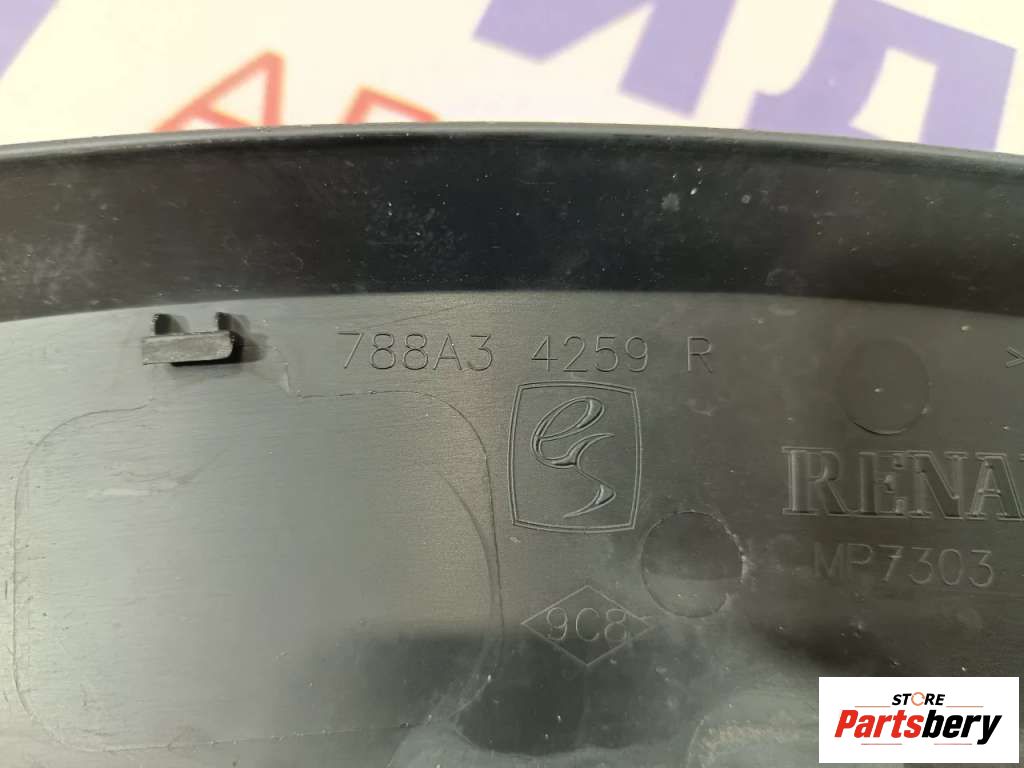 788A3 4259 R
>
RENA
MP7303
9C8
STORE
Partsbery